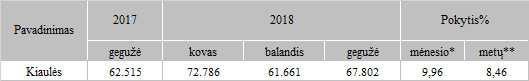 Pavadinimas 2017 2018 Pokytis%
gegužė kovas balandis gegužė mėnesio* metų**
Kiaulės 62.515 72.786 61.661 67.802 9,96 8,46